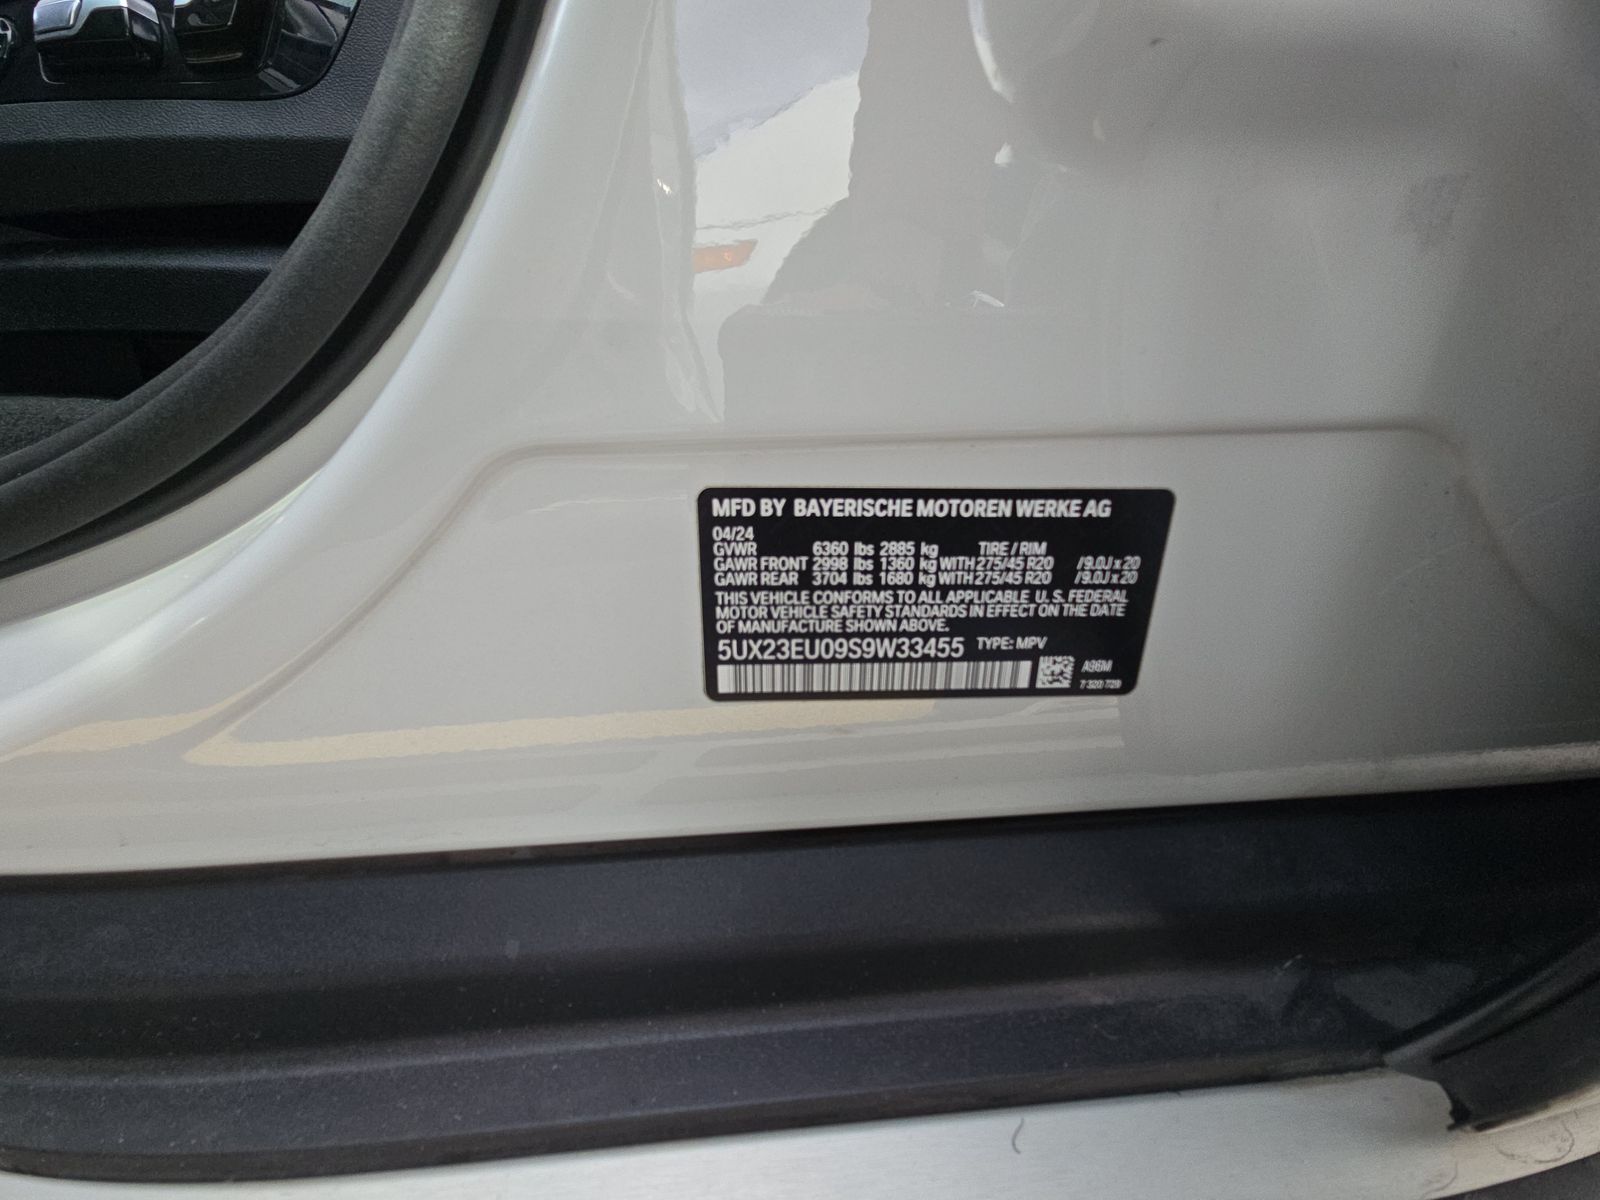 MFD BY BAYERISCHE MOTOREN WERKE AG
04/24
GVWR 6360 lbs 2885 kg TIRE / RIM
GAWR FRONT 2998 lbs 1360 kg WITH 275/45 R20 /9.0J x 20
GAWR REAR 3704 lbs 1680 kg WITH 275/45 R20 /9.0J x 20
THIS VEHICLE CONFORMS TO ALL APPLICABLE U. S. FEDERAL
MOTOR VEHICLE SAFETY STANDARDS IN EFFECT ON THE DATE
OF MANUFACTURE SHOWN ABOVE.
5UX23EU09S9W33455 TYPE: MPV
A96M